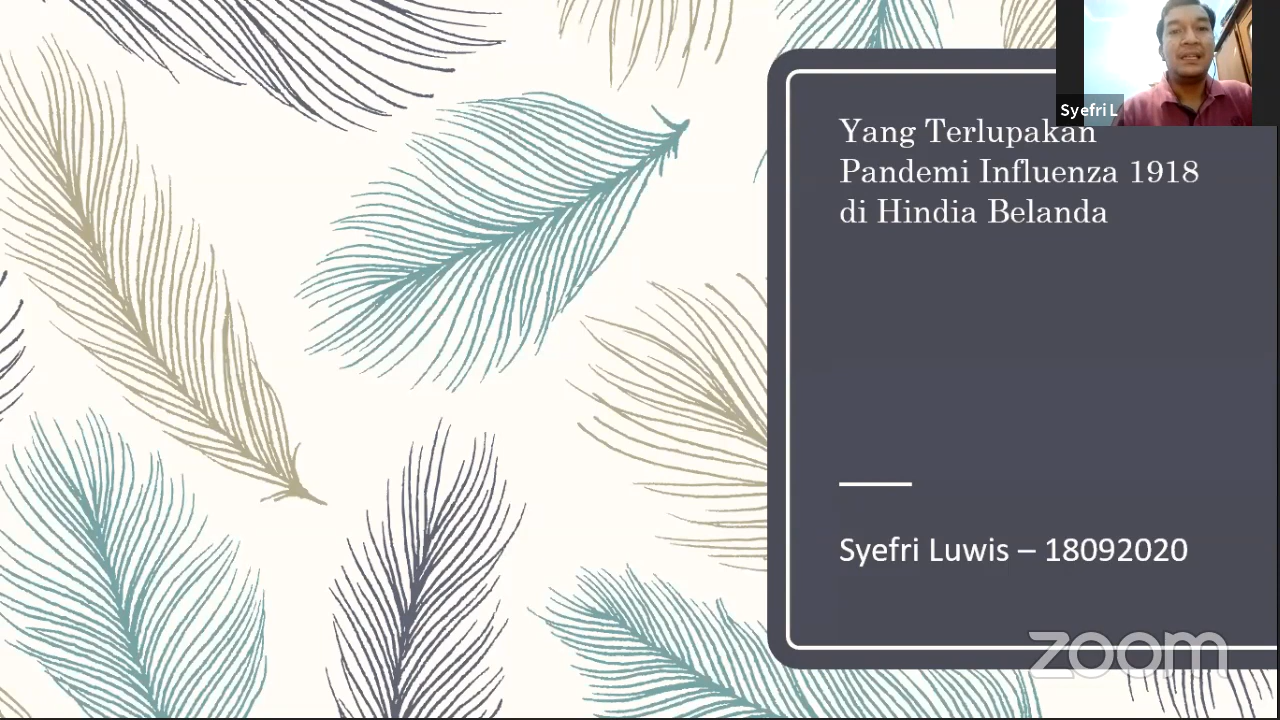 Syefri L
Yang Terlupakan
Pandemi Influenza 1918
di Hindia Belanda
Syefri Luwis – 18092020
zoom